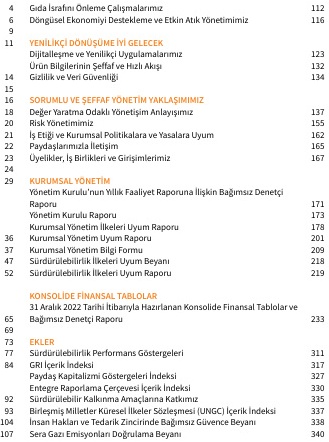 4 Gıda İsrafını Önleme Çalışmalarımız 112
6 Döngüsel Ekonomiyi Destekleme ve Etkin Atık Yönetimimiz 116
9
11 YENİLİKÇİ DÖNÜŞÜME İYİ GELECEK
Dijitalleşme ve Yenilikçi Uygulamalarımız 123
Ürün Bilgilerinin Şeffaf ve Hızlı Akışı 132
14 Gizlilik ve Veri Güvenliği 134
15
16 SORUMLU VE ŞEFFAF YÖNETİM YAKLAŞIMIMIZ
18 Değer Yaratma Odaklı Yönetişim Anlayışımız 137
20 Risk Yönetimimiz 155
21 İş Etiği ve Kurumsal Politikalara ve Yasalara Uyum 162
22 Paydaşlarımızla İletişim 165
23 Üyelikler, İş Birlikleri ve Girişimlerimiz 167
24
29 KURUMSAL YÖNETİM
Yönetim Kurulu'nun Yıllık Faaliyet Raporuna İlişkin Bağımsız Denetçi
Raporu 171
Yönetim Kurulu Raporu 173
Kurumsal Yönetim İlkeleri Uyum Raporu 178
36 Kurumsal Yönetim Uyum Raporu 201
37 Kurumsal Yönetim Bilgi Formu 209
47 Sürdürülebilirlik İlkeleri Uyum Beyanı 218
52 Sürdürülebilirlik İlkeleri Uyum Raporu 219
KONSOLİDE FİNANSAL TABLOLAR
31 Aralık 2022 Tarihi İtibarıyla Hazırlanan Konsolide Finansal Tablolar ve
65 Bağımsız Denetçi Raporu 233
69
73 EKLER
77 Sürdürülebilirlik Performans Göstergeleri 311
84 GRI İçerik İndeksi 317
Paydaş Kapitalizmi Göstergeleri İndeksi 327
Entegre Raporlama Çerçevesi İçerik İndeksi 330
92 Sürdürülebilir Kalkınma Amaçlarına Katkımız 335
93 Birleşmiş Milletler Küresel İlkeler Sözleşmesi (UNGC) İçerik İndeksi 337
104 İnsan Hakları ve Tedarik Zincirinde Bağımsız Güvence Beyanı 338
107 Sera Gazı Emisyonları Doğrulama Beyanı 340